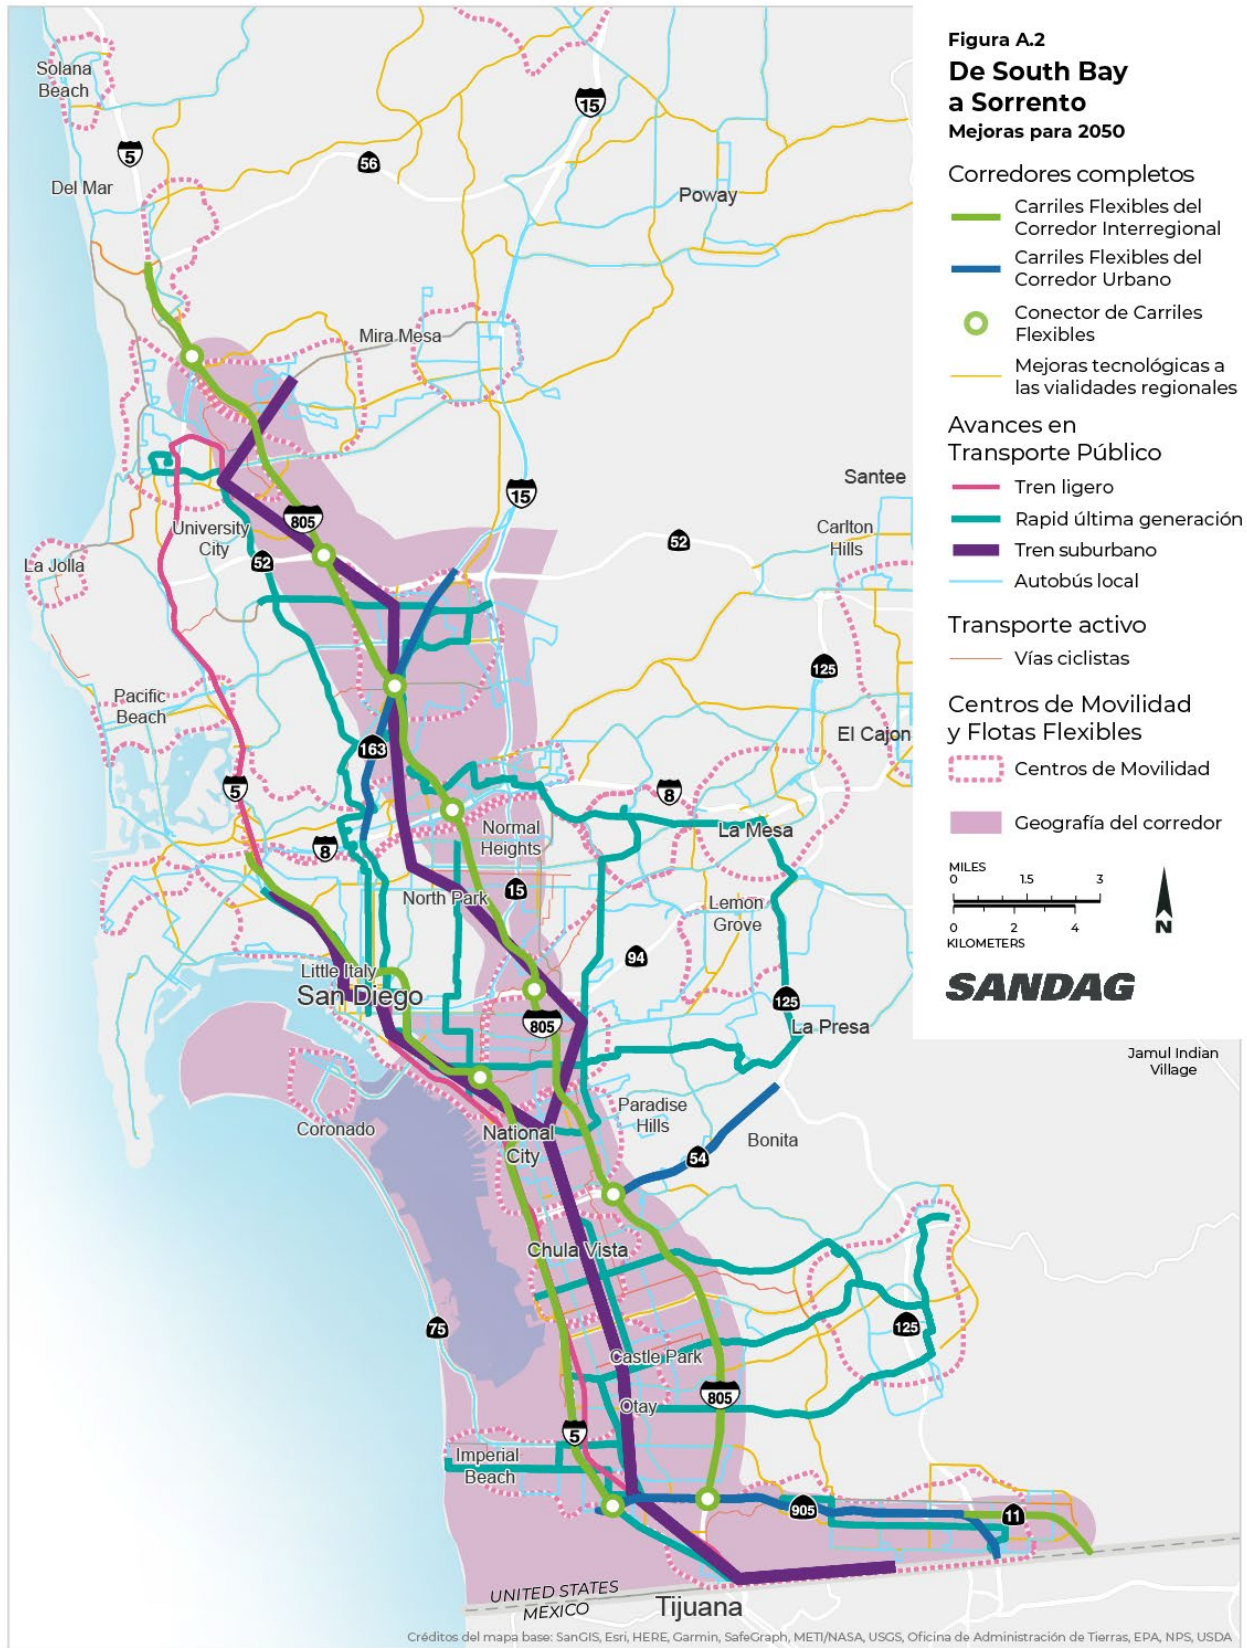 Figura A.2
De South Bay
a Sorrento
Mejoras para 2050
Corredores completos
Carriles Flexibles del
Corredor Interregional
Carriles Flexibles del
Corredor Urbano
Conector de Carriles
Flexibles
Mejoras tecnológicas a
las vialidades regionales
Avances en
Transporte Público
Tren ligero
Rapid última generación
Tren suburbano
Autobús local
Transporte activo
Vías ciclistas
Centros de Movilidad
y Flotas Flexibles
Centros de Movilidad
Geografía del corredor
MILES
0 1.5 3
0 2 4
KILOMETERS
N
SANDAG
Solana
Beach
15
5
56
Del Mar
Poway
Mira Mesa
Santee
15
805
University
City
Carlton
Hills
52
52
La Jolla
125
Pacific
Beach
El Cajon
163
5
8
Normal
Heights
La Mesa
8
North Park
15
Lemon
Grove
94
Little Italy
San Diego
125
805
La Presa
Jamul Indian
Village
Coronado
Paradise
Hills
National
City
Bonita
54
Chula Vista
75
125
Castle Park
805
Otay
5
Imperial
Beach
905
11
UNITED STATES
MEXICO
Tijuana
Créditos del mapa base: SanGIS, Esri, HERE, Garmin, SafeGraph, METI/NASA, USGS, Oficina de Administración de Tierras, EPA, NPS, USDA